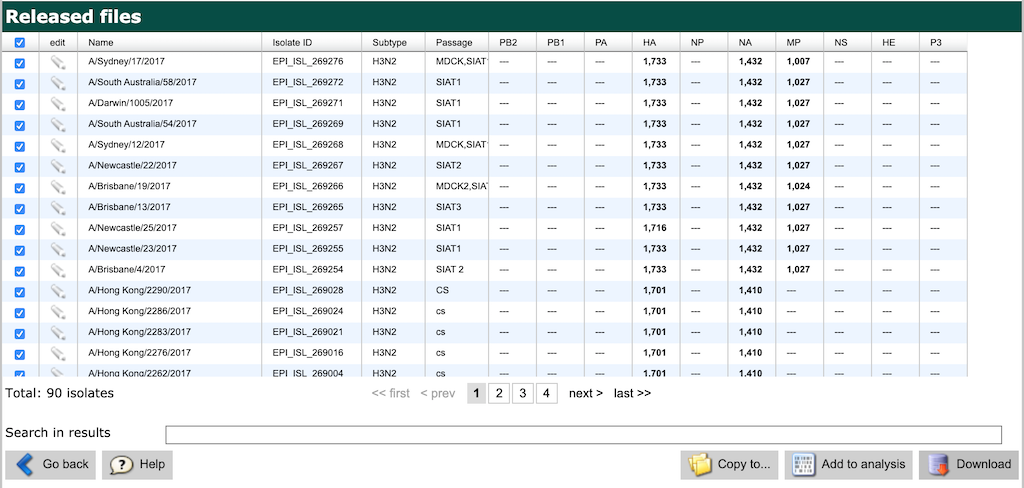 Released files
edit Name Isolate ID Subtype Passage PB2 PB1 PA HA NP NA MP NS HE P3
A/Sydney/17/2017 EPI_ISL_269276 H3N2 MDCK,SIAT --- --- --- 1,733 --- 1,432 1,007 --- --- ---
A/South Australia/58/2017 EPI_ISL_269272 H3N2 SIAT1 --- --- --- 1,733 --- 1,432 1,027 --- --- ---
A/Darwin/1005/2017 EPI_ISL_269271 H3N2 SIAT1 --- --- --- 1,733 --- 1,432 1,027 --- --- ---
A/South Australia/54/2017 EPI_ISL_269269 H3N2 SIAT1 --- --- --- 1,733 --- 1,432 1,027 --- --- ---
A/Sydney/12/2017 EPI_ISL_269268 H3N2 MDCK,SIAT --- --- --- 1,733 --- 1,432 1,027 --- --- ---
A/Newcastle/22/2017 EPI_ISL_269267 H3N2 SIAT2 --- --- --- 1,733 --- 1,432 1,027 --- --- ---
A/Brisbane/19/2017 EPI_ISL_269266 H3N2 MDCK2,SIA --- --- --- 1,733 --- 1,432 1,024 --- --- ---
A/Brisbane/13/2017 EPI_ISL_269265 H3N2 SIAT3 --- --- --- 1,733 --- 1,432 1,027 --- --- ---
A/Newcastle/25/2017 EPI_ISL_269257 H3N2 SIAT1 --- --- --- 1,716 --- 1,432 1,027 --- --- ---
A/Newcastle/23/2017 EPI_ISL_269255 H3N2 SIAT1 --- --- --- 1,733 --- 1,432 1,027 --- --- ---
A/Brisbane/4/2017 EPI_ISL_269254 H3N2 SIAT 2 --- --- --- 1,733 --- 1,432 1,027 --- --- ---
A/Hong Kong/2290/2017 EPI_ISL_269028 H3N2 CS --- --- --- 1,701 --- 1,410 --- --- --- ---
A/Hong Kong/2286/2017 EPI_ISL_269024 H3N2 cs --- --- --- 1,701 --- 1,410 --- --- --- ---
A/Hong Kong/2283/2017 EPI_ISL_269021 H3N2 cs --- --- --- 1,701 --- 1,410 --- --- --- ---
A/Hong Kong/2276/2017 EPI_ISL_269016 H3N2 cs --- --- --- 1,701 --- 1,410 --- --- --- ---
A/Hong Kong/2262/2017 EPI_ISL_269004 H3N2 cs --- --- --- 1,701 --- 1,410 --- --- --- ---
Total: 90 isolates << first < prev 1 2 3 4 next > last >>
Search in results
Go back Help Copy to... Add to analysis Download